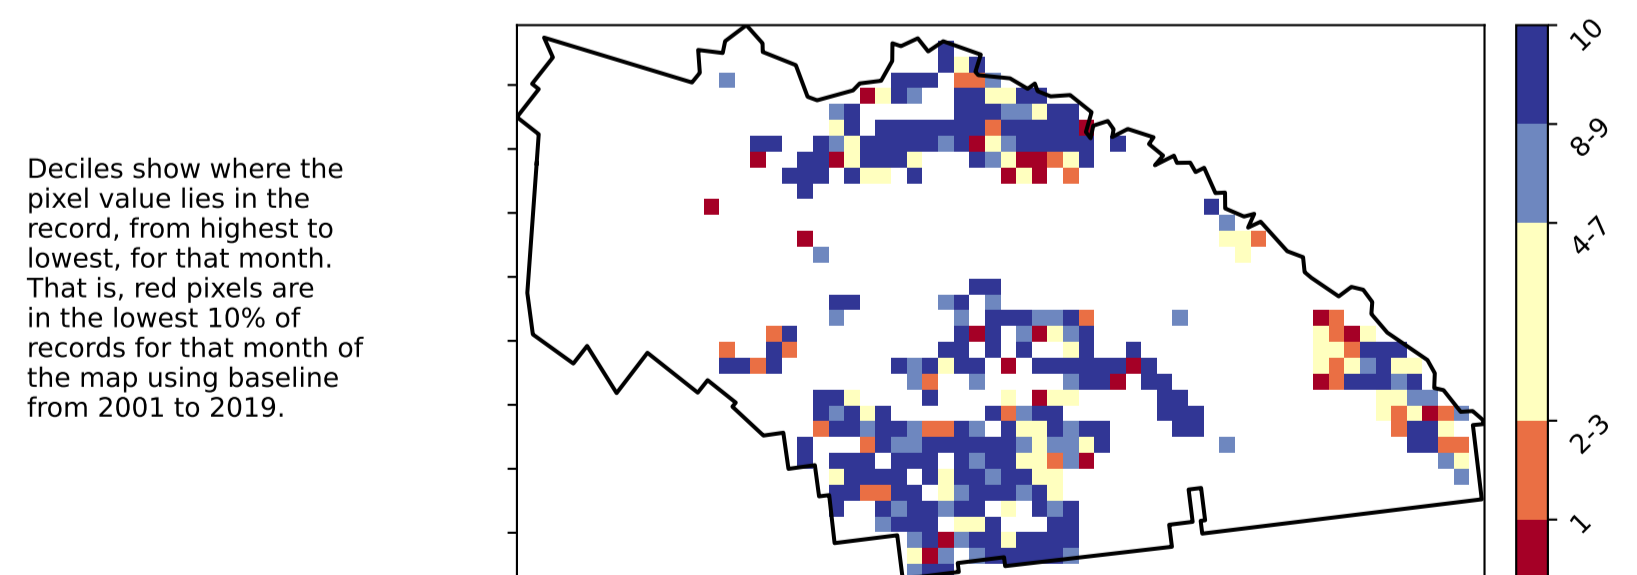 Deciles show where the
pixel value lies in the
record, from highest to
lowest, for that month.
That is, red pixels are
in the lowest 10% of
records for that month of
the map using baseline
from 2001 to 2019.
10
8-9
4-7
2-3
1